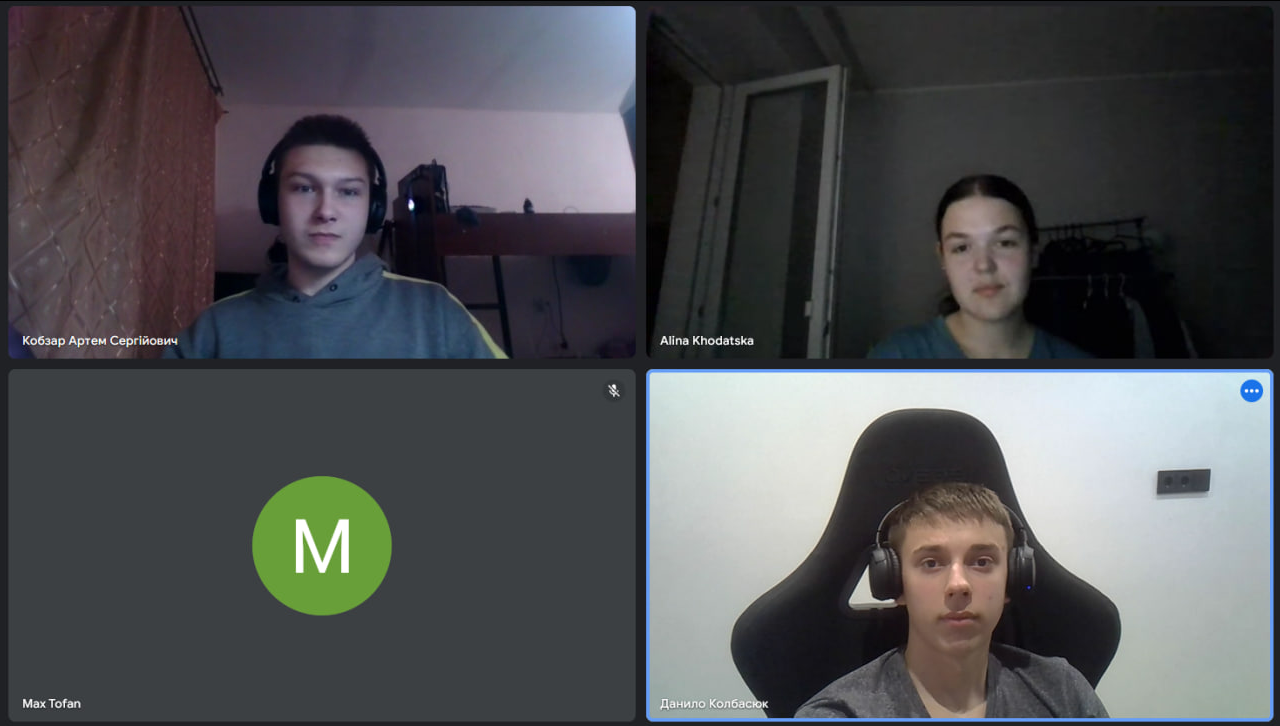 Кобзар Артем Сергійович
Alina Khodatska
M
Max Tofan
Данило Колбасюк